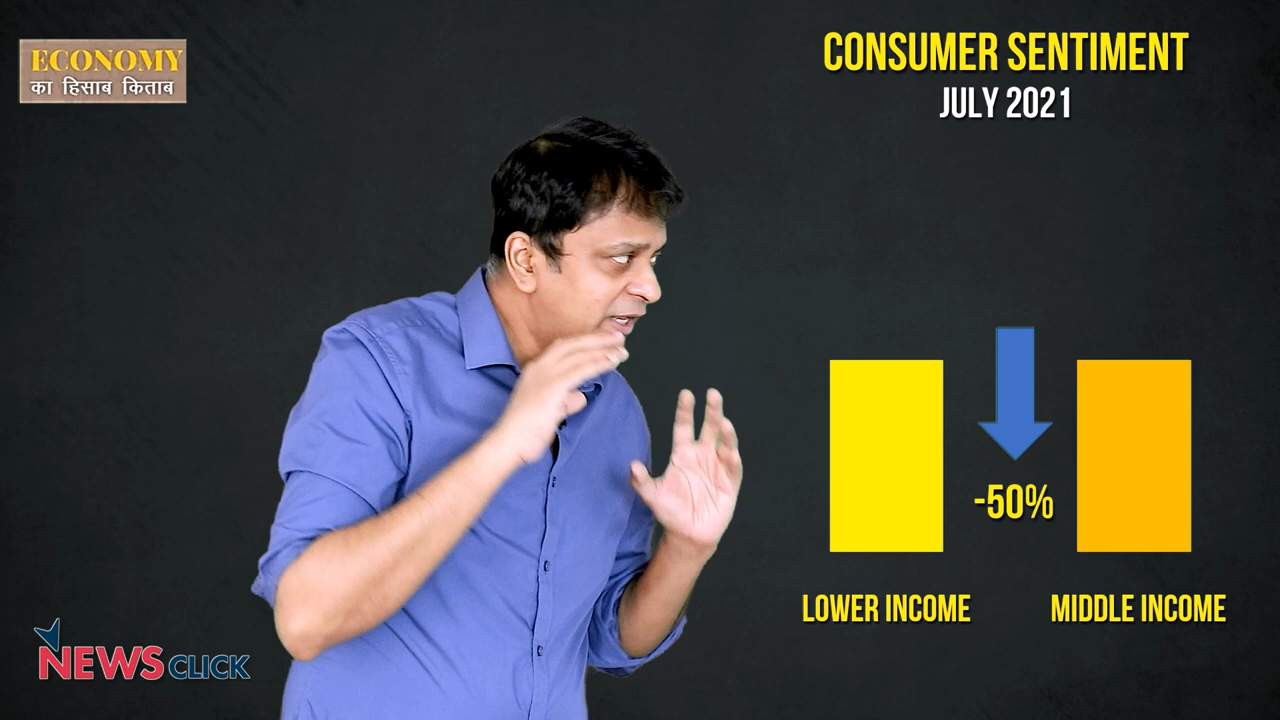 ECONOMY
का हिसाब किताब
CONSUMER SENTIMENT
JULY 2021
-50%
LOWER INCOME
MIDDLE INCOME
NEWSCLICK